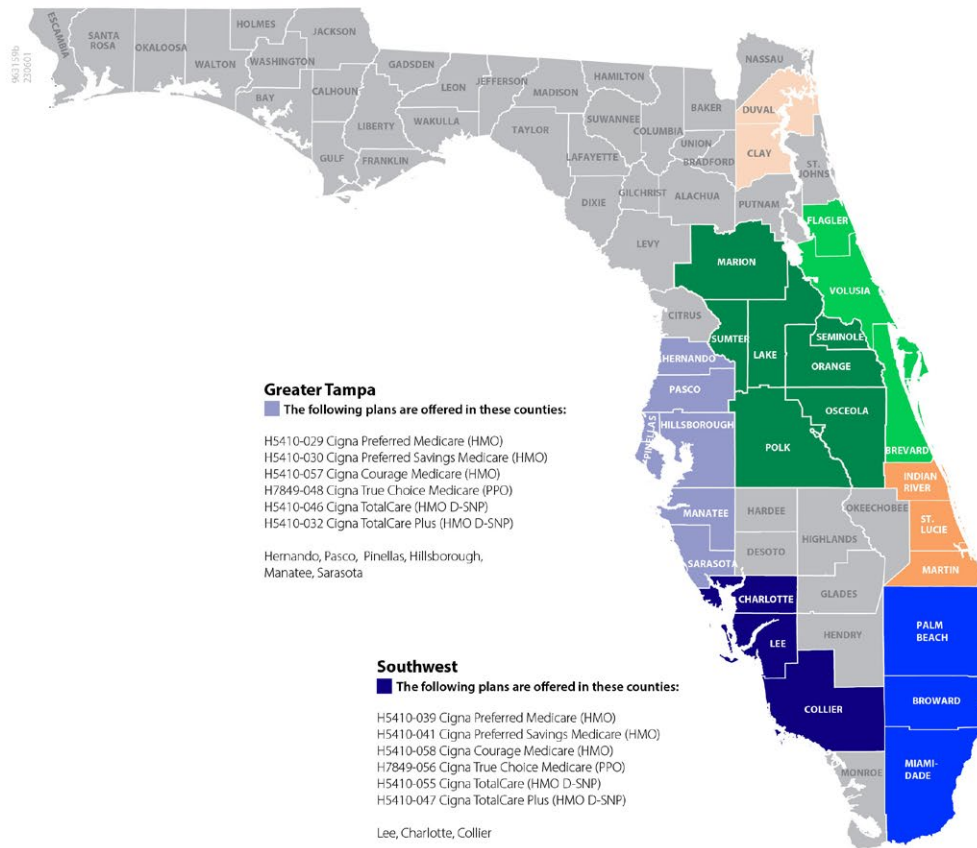 963159b
230601
ESCAMBIA
SANTA
ROSA
OKALOOSA
WALTON
HOLMES
WASHINGTON
JACKSON
BAY
CALHOUN
GULF
LIBERTY
GADSDEN
FRANKLIN
LEON
WAKULLA
JEFFERSON
MADISON
TAYLOR
HAMILTON
SUWANNEE
LAFAYETTE
DIXIE
COLUMBIA
GILCHRIST
BAKER
UNION
BRADFORD
ALACHUA
LEVY
NASSAU
DUVAL
CLAY
ST.
JOHNS
PUTNAM
FLAGLER
MARION
VOLUSIA
CITRUS
SUMTER
LAKE
SEMINOLE
ORANGE
HERNANDO
PASCO
OSCEOLA
HILLSBOROUGH
PINELLAS
POLK
BREVARD
INDIAN
RIVER
MANATEE
HARDEE
OKEECHOBEE
HIGHLANDS
ST.
LUCIE
DESOTO
SARASOTA
MARTIN
CHARLOTTE
GLADES
LEE
HENDRY
PALM
BEACH
COLLIER
BROWARD
MONROE
MIAMI-
DADE
Greater Tampa
The following plans are offered in these counties:
H5410-029 Cigna Preferred Medicare (HMO)
H5410-030 Cigna Preferred Savings Medicare (HMO)
H5410-057 Cigna Courage Medicare (HMO)
H7849-048 Cigna True Choice Medicare (PPO)
H5410-046 Cigna TotalCare (HMO D-SNP)
H5410-032 Cigna TotalCare Plus (HMO D-SNP)
Hernando, Pasco, Pinellas, Hillsborough,
Manatee, Sarasota
Southwest
The following plans are offered in these counties:
H5410-039 Cigna Preferred Medicare (HMO)
H5410-041 Cigna Preferred Savings Medicare (HMO)
H5410-058 Cigna Courage Medicare (HMO)
H7849-056 Cigna True Choice Medicare (PPO)
H5410-055 Cigna TotalCare (HMO D-SNP)
H5410-047 Cigna TotalCare Plus (HMO D-SNP)
Lee, Charlotte, Collier